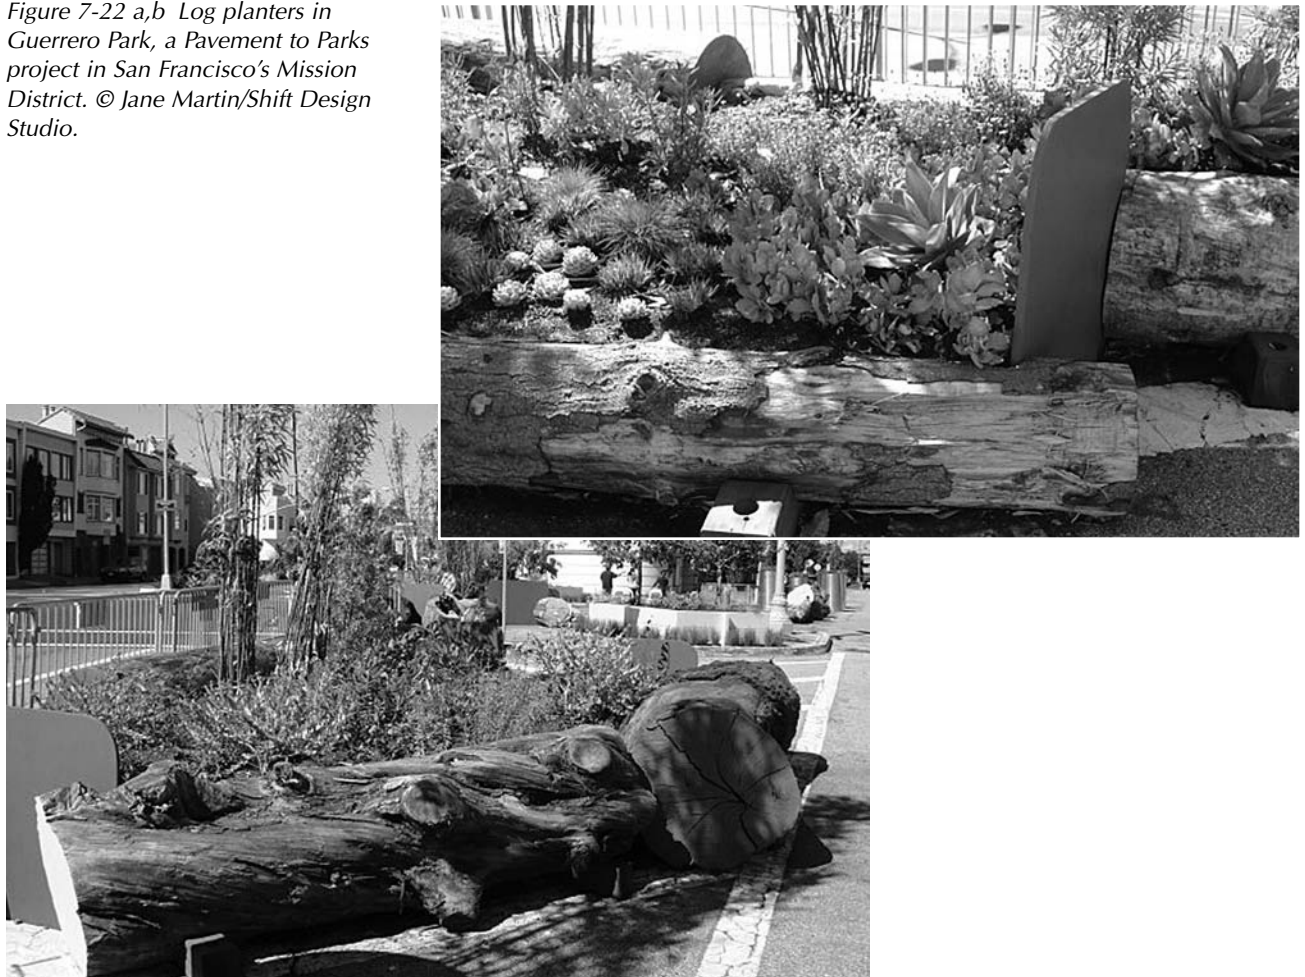 Figure 7-22 a,b  Log planters in
Guerrero Park, a Pavement to Parks
project in San Francisco’s Mission
District. © Jane Martin/Shift Design
Studio.